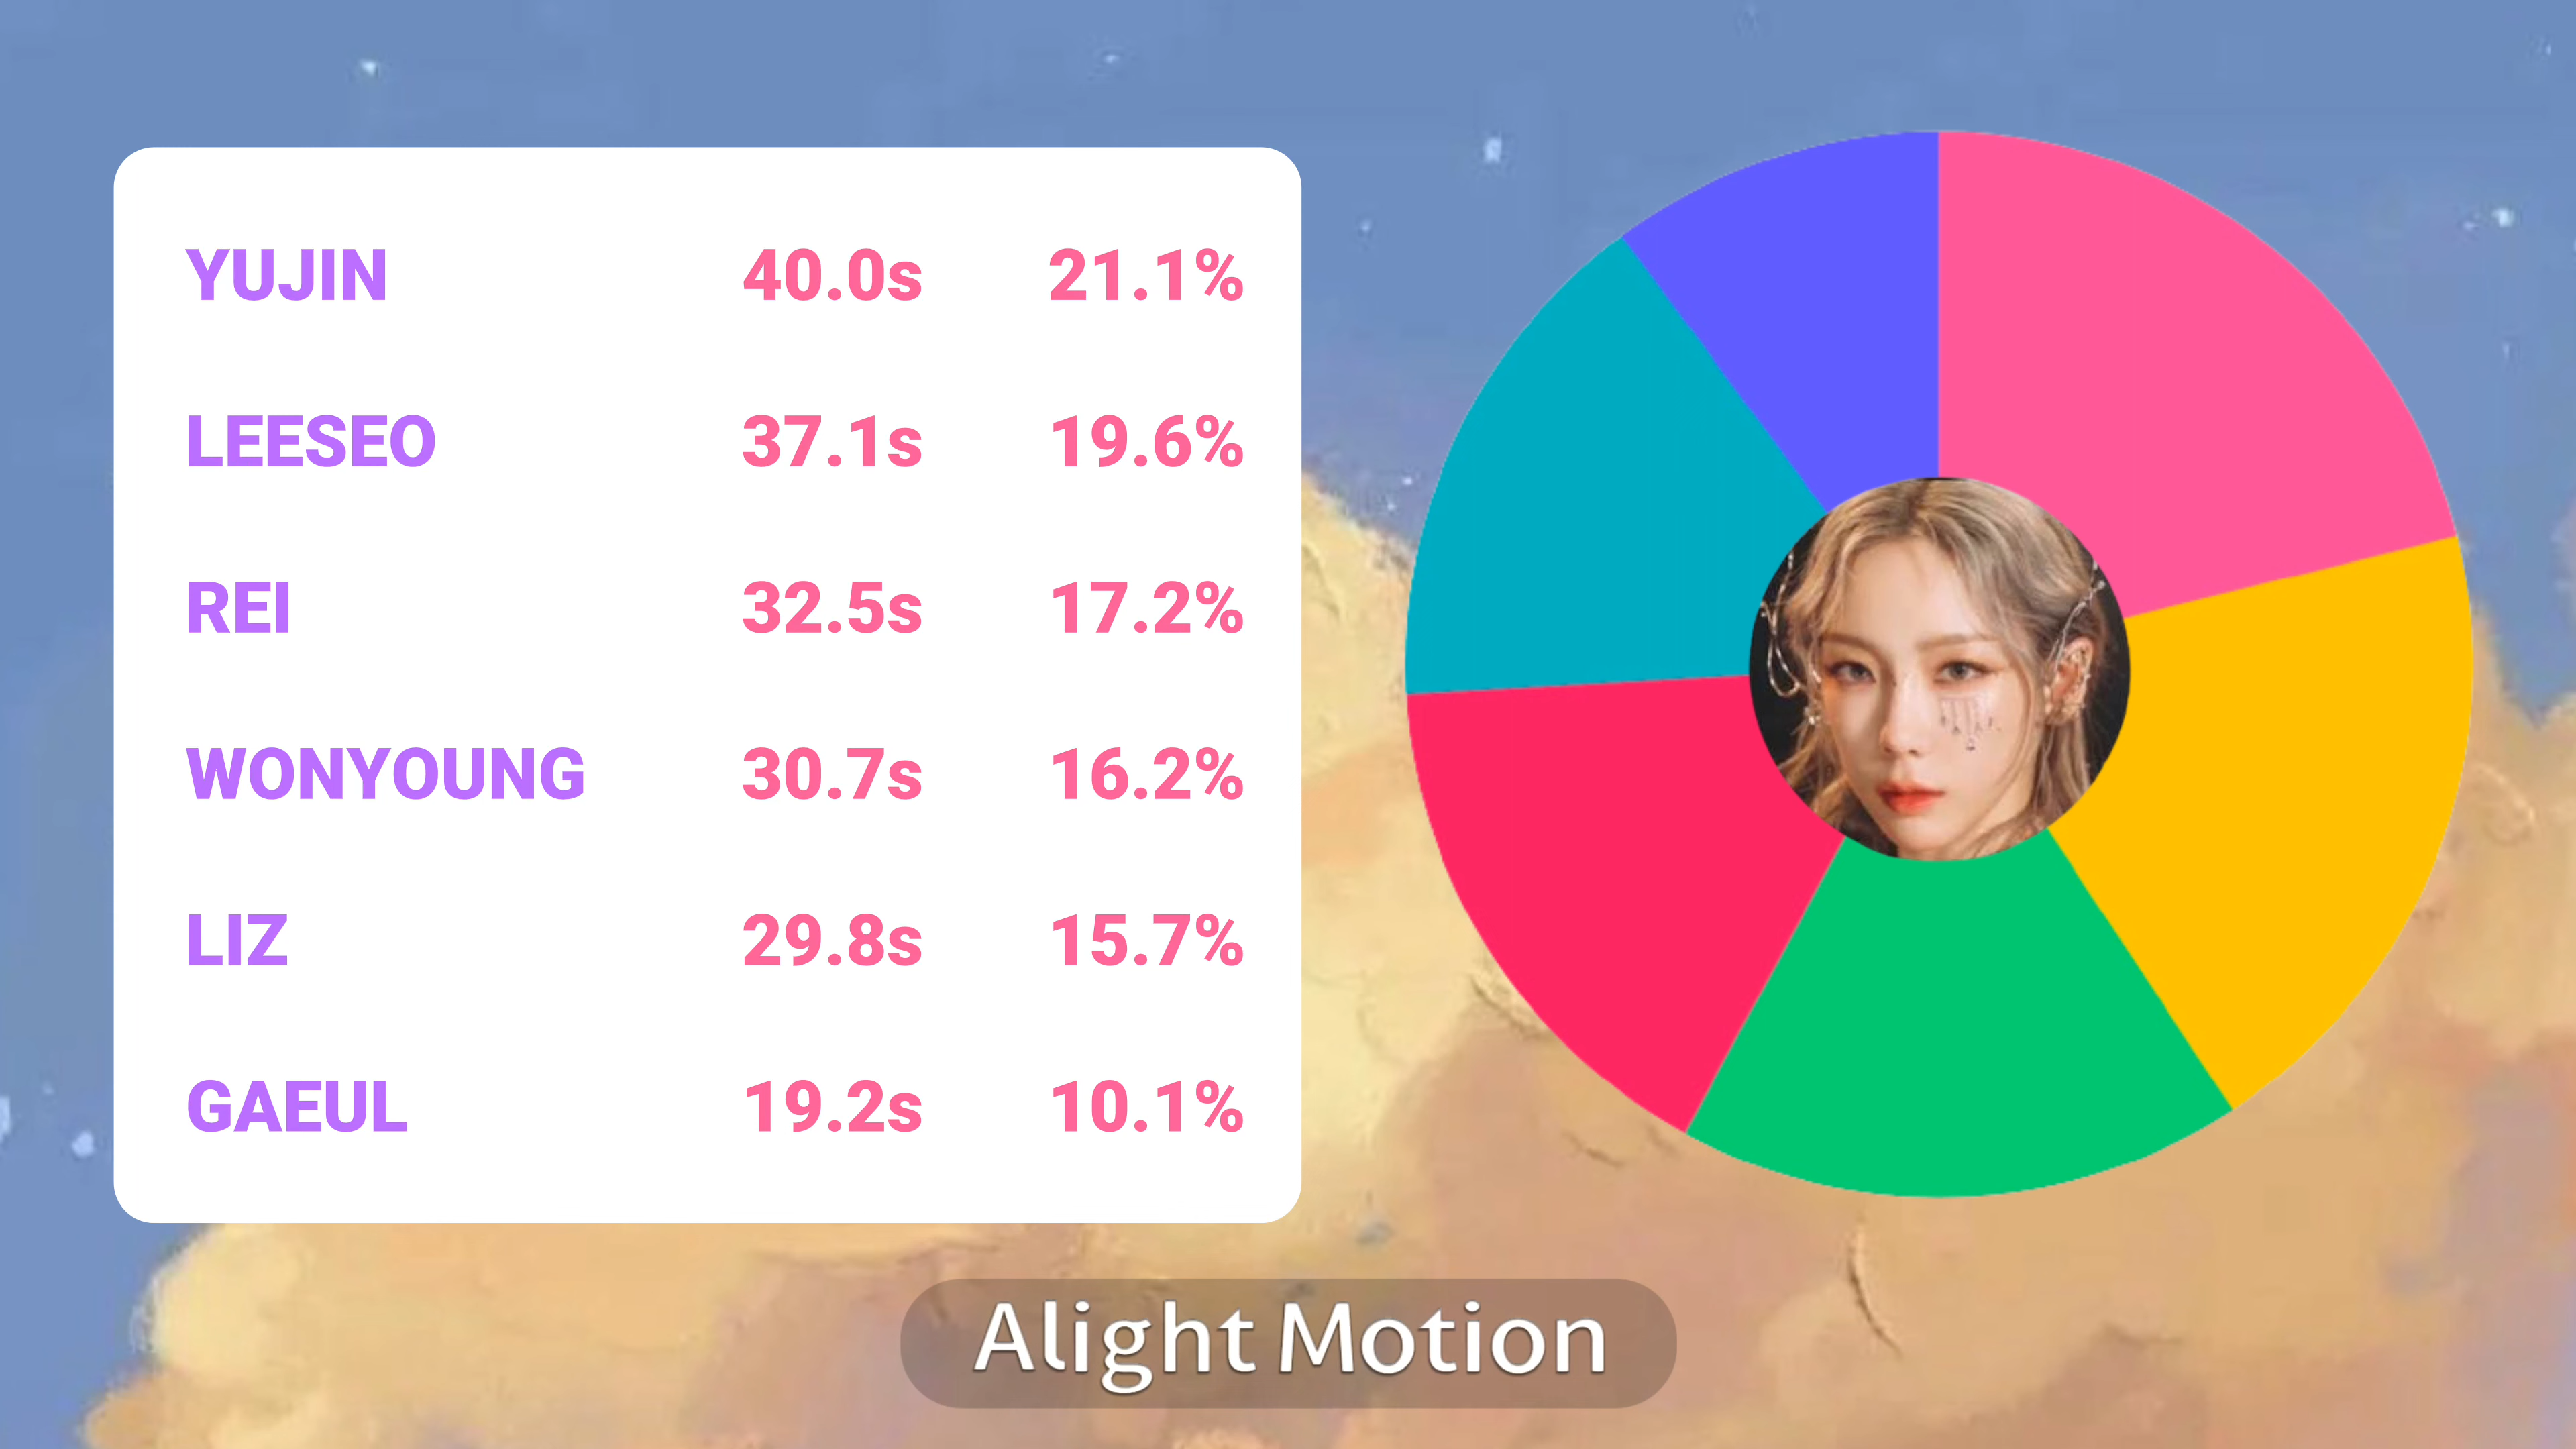 YUJIN 40.0s 21.1%
LEESEO 37.1s 19.6%
REI 32.5s 17.2%
WONYOUNG 30.7s 16.2%
LIZ 29.8s 15.7%
GAEUL 19.2s 10.1%
Alight Motion